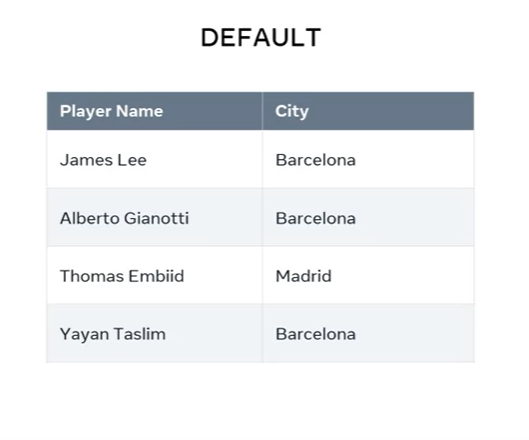 DEFAULT
Player Name City
James Lee Barcelona
Alberto Gianotti Barcelona
Thomas Embiid Madrid
Yayan Taslim Barcelona